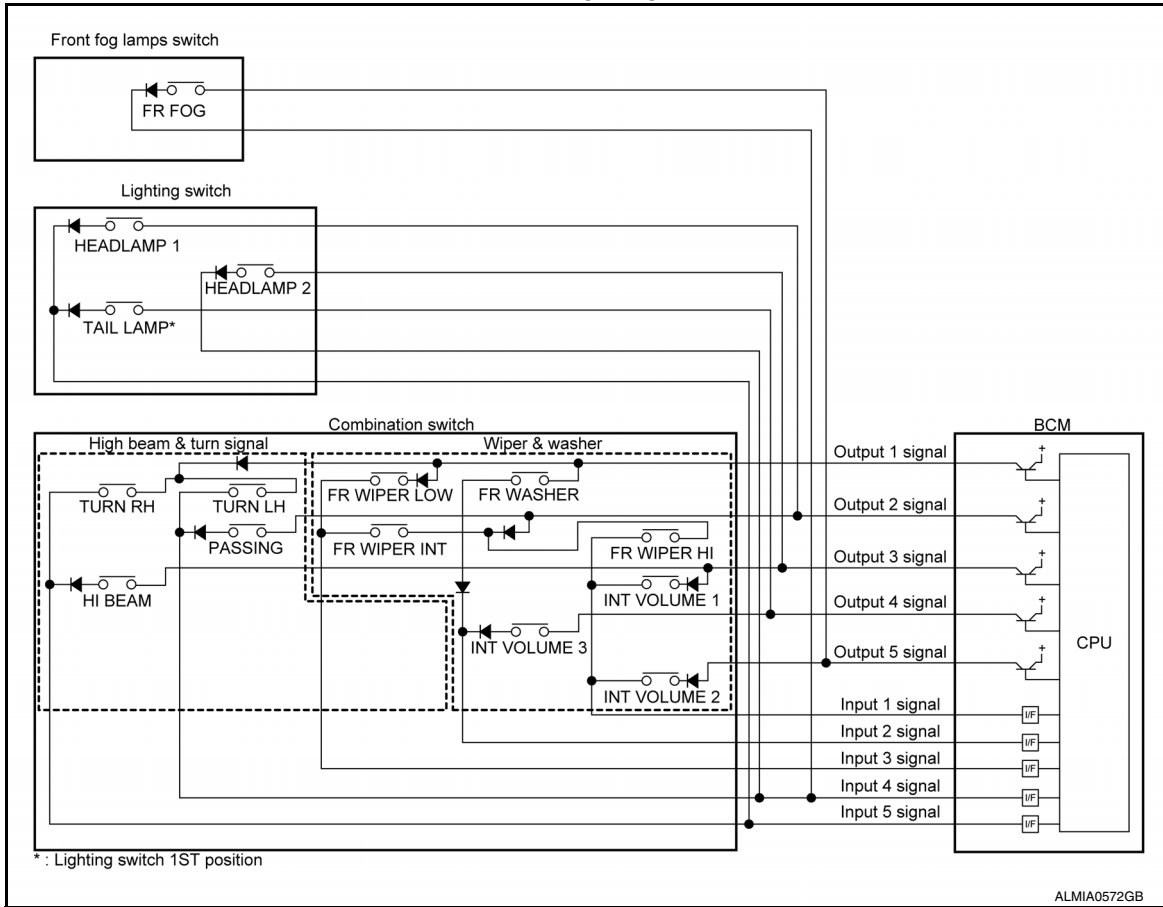 Front fog lamps switch
FR FOG
Lighting switch
HEADLAMP 1
HEADLAMP 2
TAIL LAMP*
Combination switch
BCM
High beam & turn signal
Wiper & washer
Output 1 signal
+
TURN RH
TURN LH
FR WIPER LOW
FR WASHER
Output 2 signal
+
PASSING
FR WIPER INT
FR WIPER HI
Output 3 signal
+
HI BEAM
INT VOLUME 1
Output 4 signal
+
INT VOLUME 3
CPU
Output 5 signal
+
INT VOLUME 2
Input 1 signal
I/F
Input 2 signal
I/F
Input 3 signal
I/F
Input 4 signal
I/F
Input 5 signal
I/F
* : Lighting switch 1ST position
ALMIA0572GB